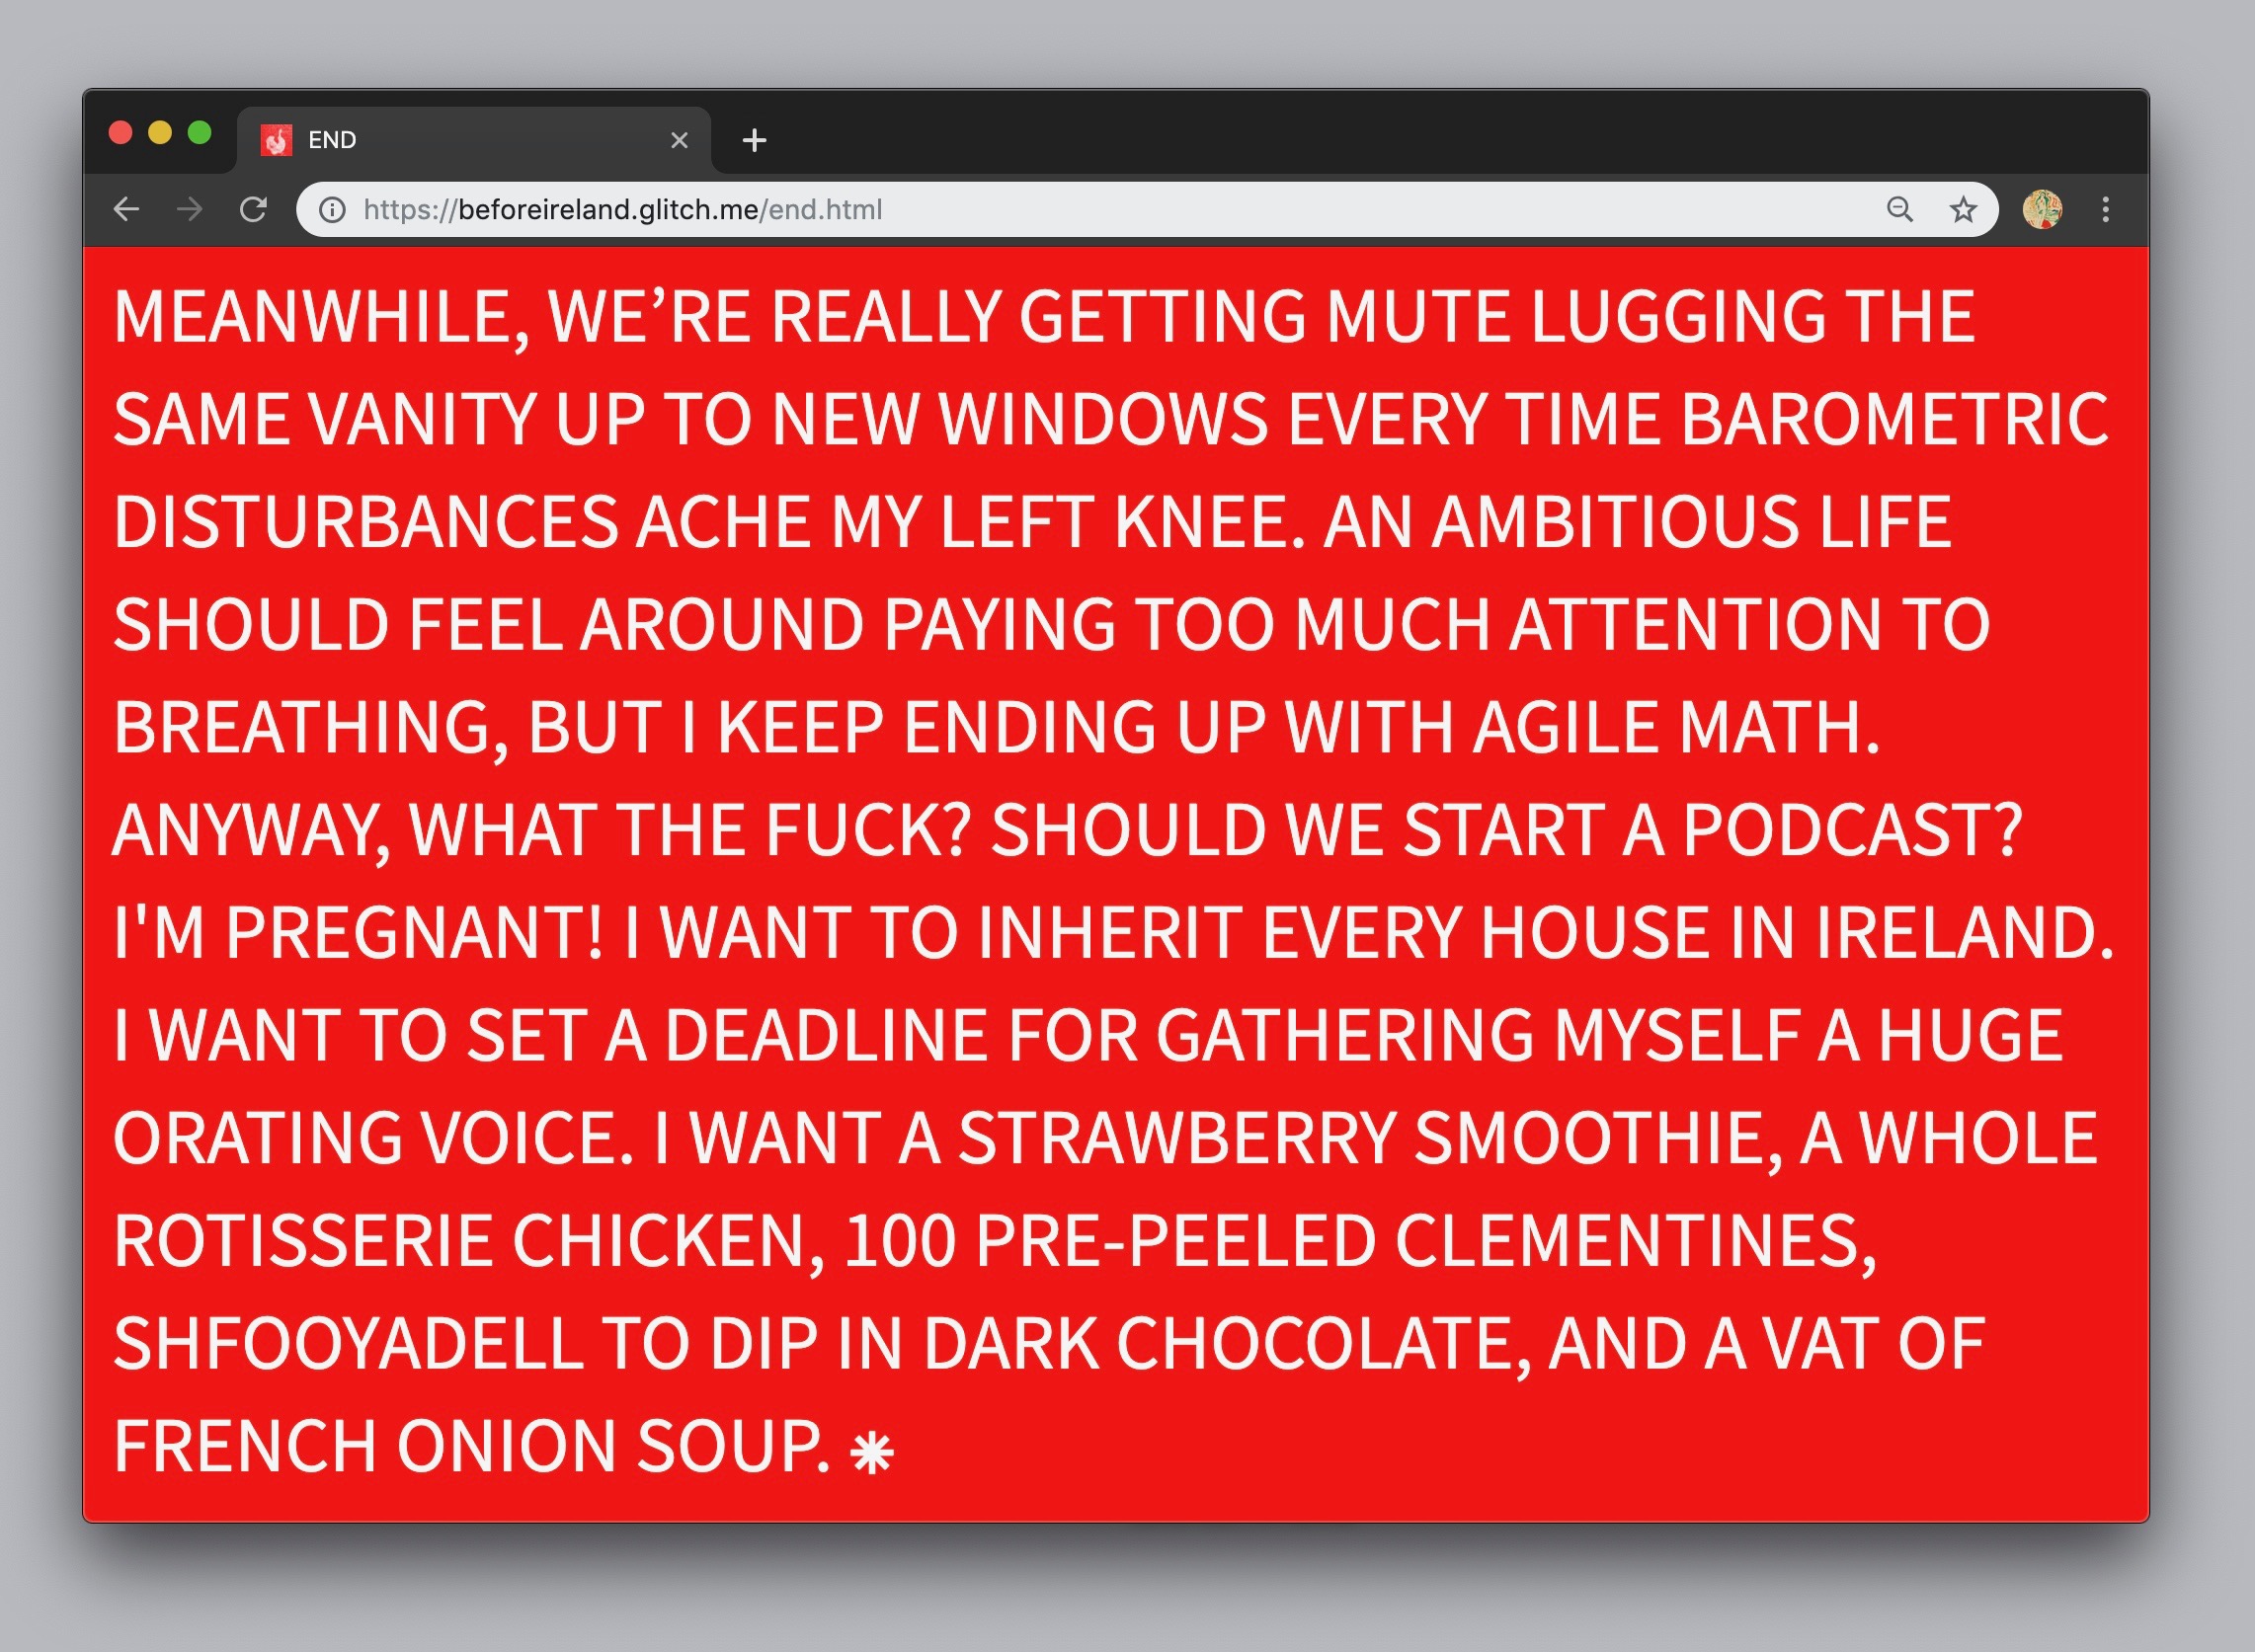 END
https://beforeireland.glitch.me/end.html
MEANWHILE, WE’RE REALLY GETTING MUTE LUGGING THE
SAME VANITY UP TO NEW WINDOWS EVERY TIME BAROMETRIC
DISTURBANCES ACHE MY LEFT KNEE. AN AMBITIOUS LIFE
SHOULD FEEL AROUND PAYING TOO MUCH ATTENTION TO
BREATHING, BUT I KEEP ENDING UP WITH AGILE MATH.
ANYWAY, WHAT THE FUCK? SHOULD WE START A PODCAST?
I'M PREGNANT! I WANT TO INHERIT EVERY HOUSE IN IRELAND.
I WANT TO SET A DEADLINE FOR GATHERING MYSELF A HUGE
ORATING VOICE. I WANT A STRAWBERRY SMOOTHIE, A WHOLE
ROTISSERIE CHICKEN, 100 PRE-PEELED CLEMENTINES,
SHFOOYADELL TO DIP IN DARK CHOCOLATE, AND A VAT OF
FRENCH ONION SOUP. ⁕